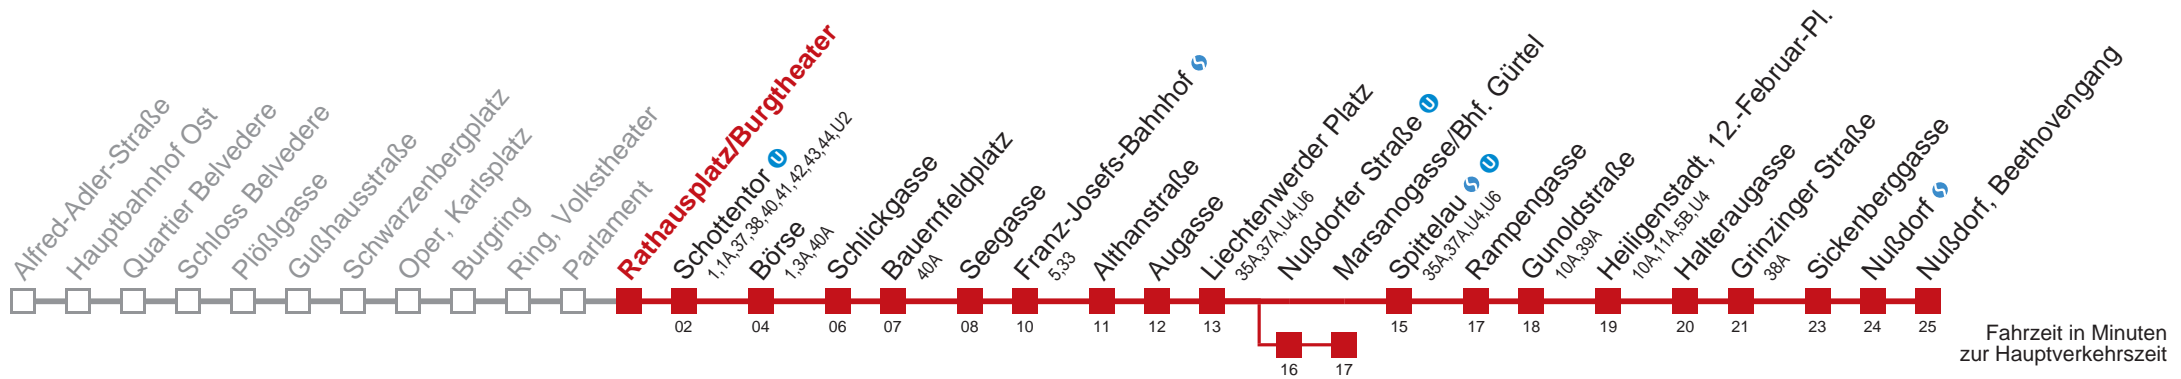 Alfred-Adler-Straße
Hauptbahnhof Ost
Quartier Belvedere
Schloss Belvedere
Plößlgasse
Gußhausstraße
Schwarzenbergplatz
Oper, Karlsplatz
Burgring
Ring, Volkstheater
Parlament
Rathausplatz/Burgtheater
Schottentor U
1,1A,37,38,40,41,42,43,44,U2
Börse
1,3A,40A
Schlickgasse
Bauernfeldplatz
40A
Seegasse
Franz-Josefs-Bahnhof S
5,33
Althanstraße
Augasse
Liechtenwerder Platz
35A,37A,U4,U6
Nußdorfer Straße U
Marsanogasse/Bhf. Gürtel
Spittelau S U
35A,37A,U4,U6
Rampengasse
Gunoldstraße
10A,39A
Heiligenstadt, 12.-Februar-Pl.
10A,11A,5B,U4
Halteraugasse
Grinzinger Straße
38A
Sickenberggasse
Nußdorf S
Nußdorf, Beethovengang
02 04 06 07 08 10 11 12 13 15 17 18 19 20 21 23 24 25
16 17
Fahrzeit in Minuten
zur Hauptverkehrszeit